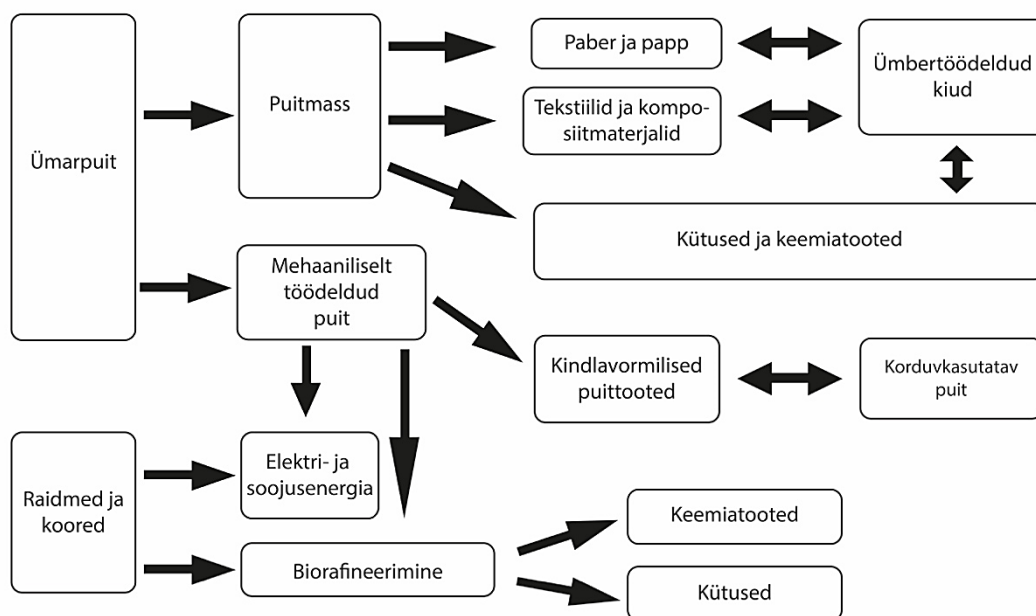 Ümarpuit
Puitmass
Paber ja papp
Ümbertöödeldud
kiud
Tekstiilid ja kompo-
siitmaterjalid
Kütused ja keemiatooted
Mehaaniliselt
töödeldud
puit
Kindlavormilised
puittooted
Korduvkasutatav
puit
Raidmed ja
koored
Elektri- ja
soojusenergia
Biorafineerimine
Keemiatooted
Kütused